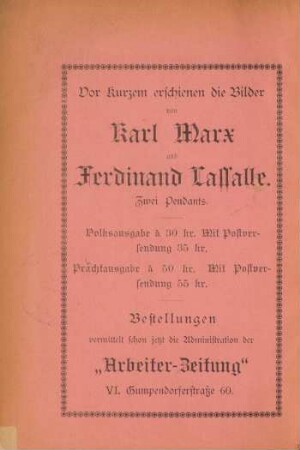 Vor Kurzem erschienen die Bilder
von
Karl Marx
und
Ferdinand Lassalle.
Zwei Pendants.
Volksausgabe à 30 kr. Mit Postver-
sendung 35 kr.
Prachtausgabe à 50 kr. Mit Postver-
sendung 55 kr.
Bestellungen
vermittelt schon jetzt die Administration der
„Arbeiter-Zeitung"
VI. Gumpendorferstraße 60.